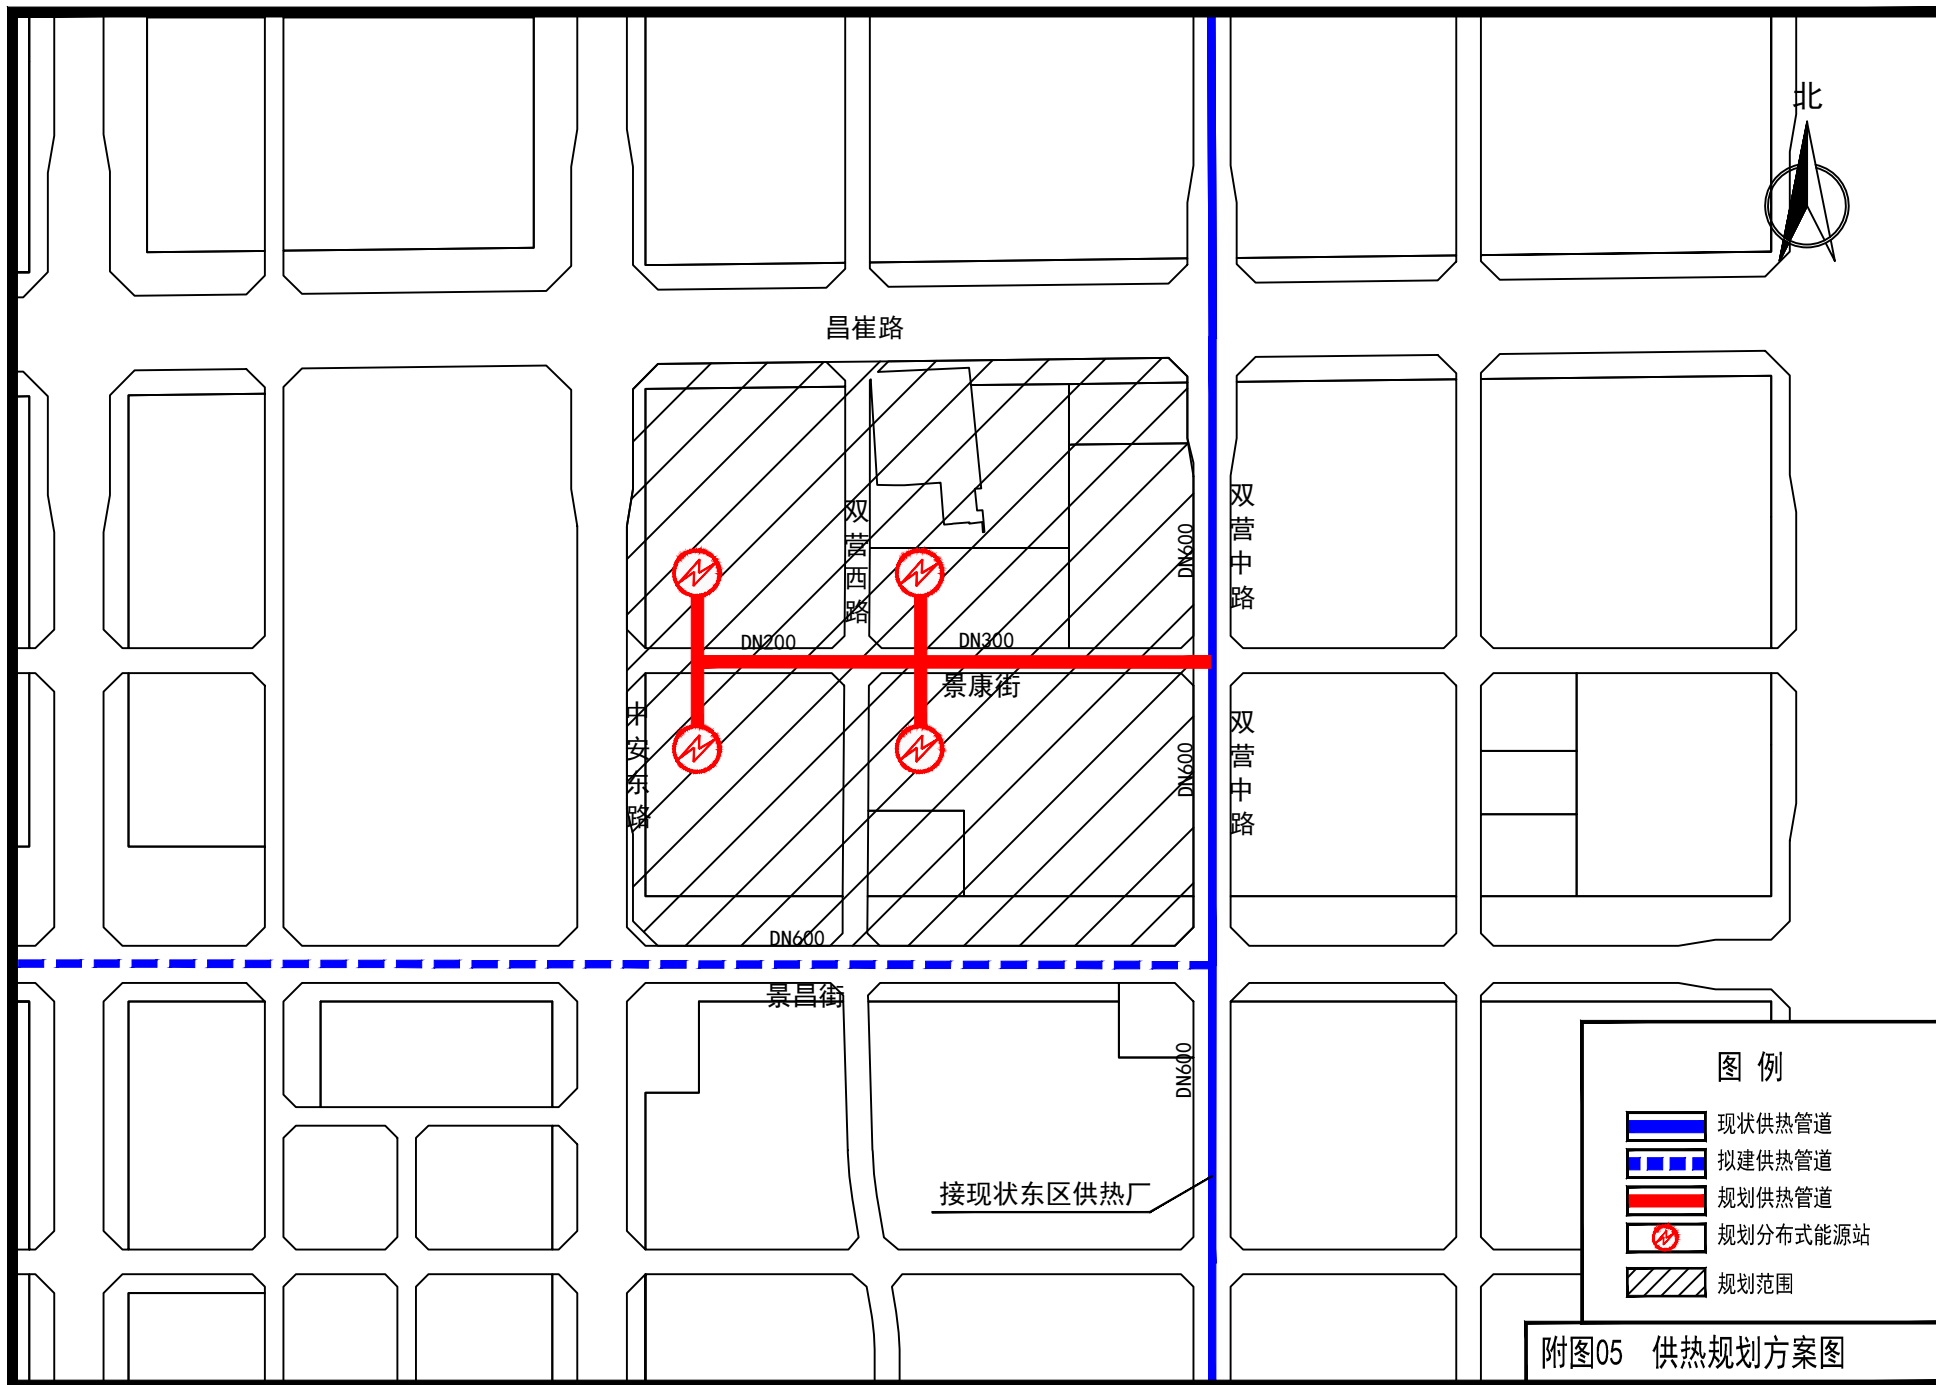 北
昌崔路
双营西路
双营中路
DN600
DN200
DN300
景康街
中安东路
双营中路
DN600
DN600
景昌街
DN600
接现状东区供热厂
图 例
现状供热管道
拟建供热管道
规划供热管道
规划分布式能源站
规划范围
附图05 供热规划方案图